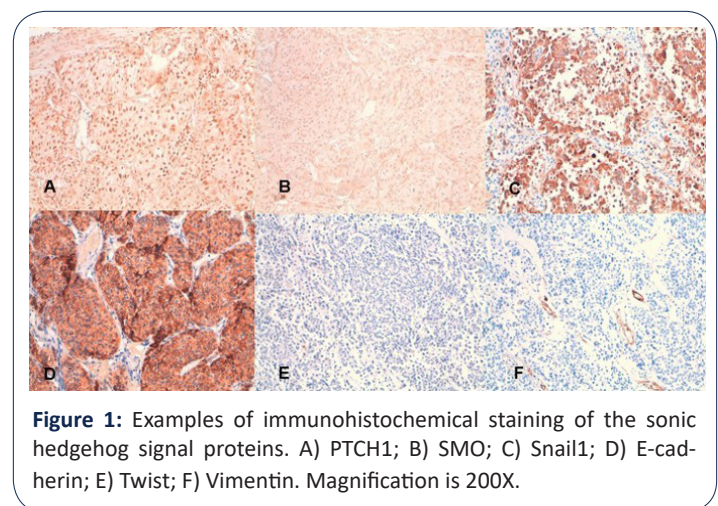 A
B
C
D
E
F
Figure 1: Examples of immunohistochemical staining of the sonic
hedgehog signal proteins. A) PTCH1; B) SMO; C) Snail1; D) E-cad-
herin; E) Twist; F) Vimentin. Magnification is 200X.